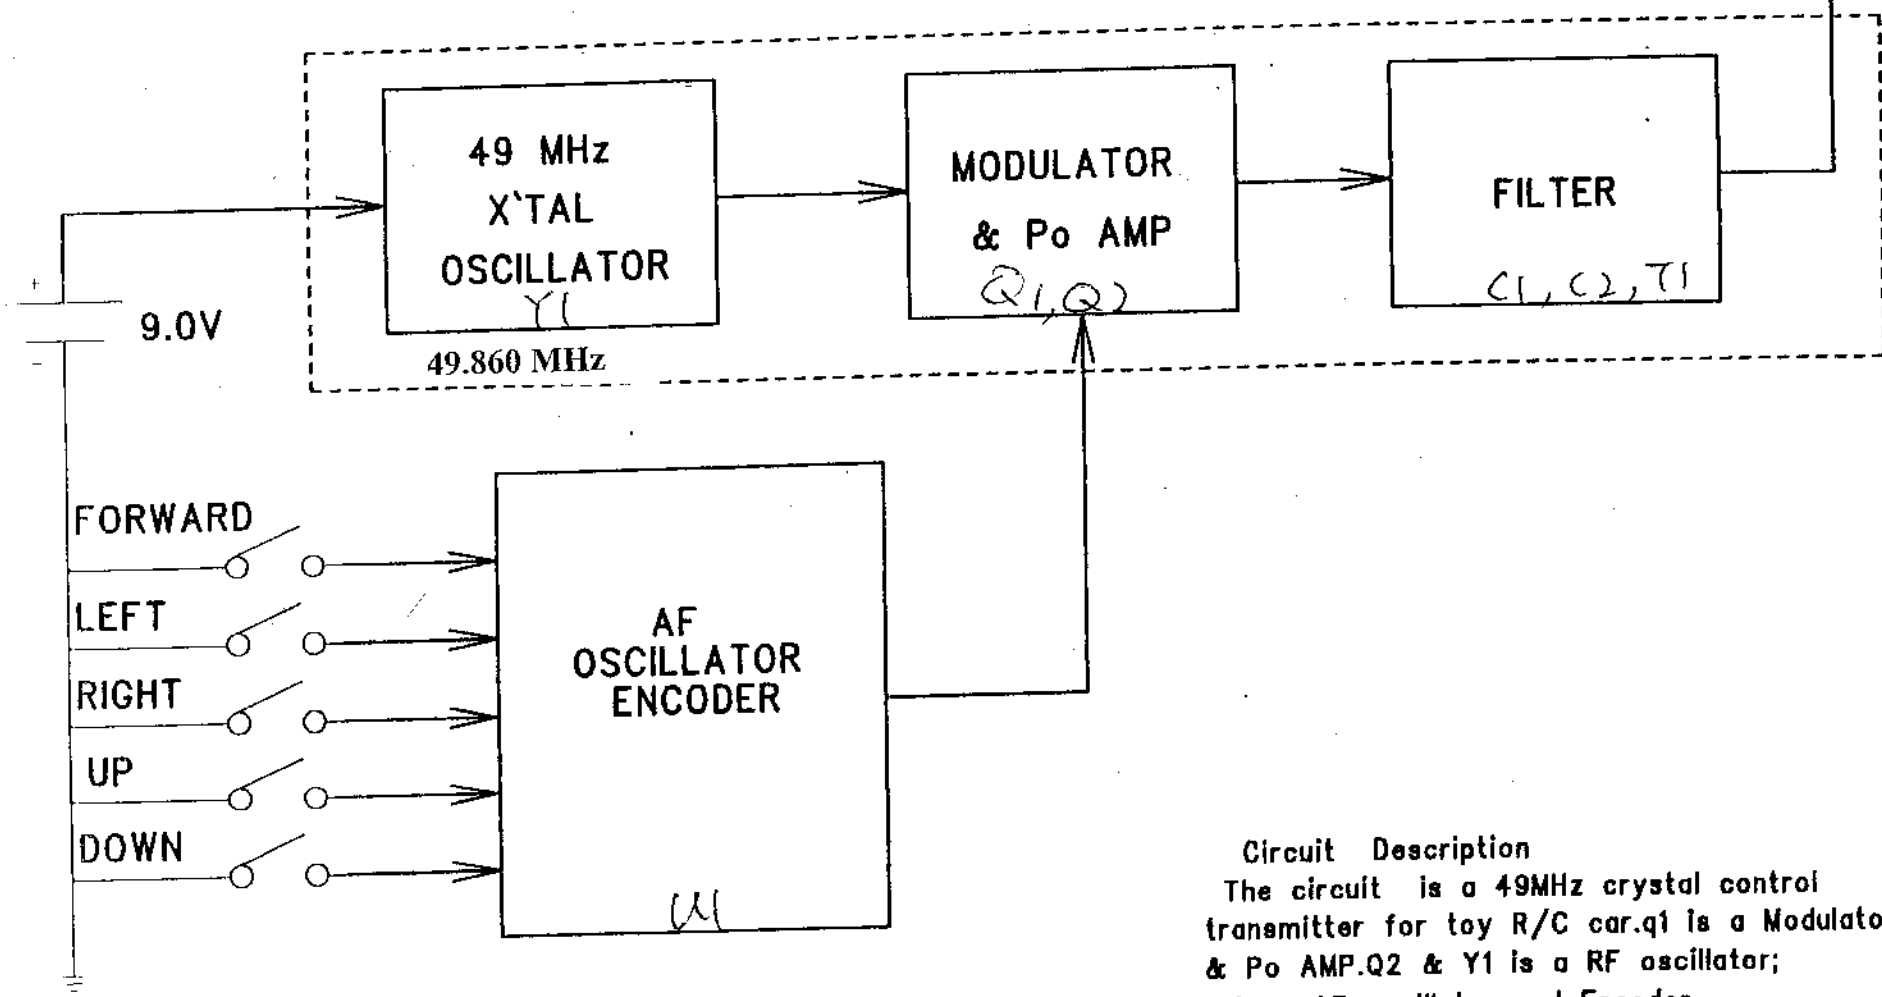 49 MHz
X`TAL
OSCILLATOR
Y1
49.860 MHz
MODULATOR
& Po AMP
Q1, Q2
FILTER
C1, C2, T1
+
9.0V
-
FORWARD
LEFT
RIGHT
UP
DOWN
AF
OSCILLATOR
ENCODER
U1
Circuit Description
The circuit is a 49MHz crystal control
transmitter for toy R/C car.q1 is a Modulato
& Po AMP.Q2 & Y1 is a RF oscillator;